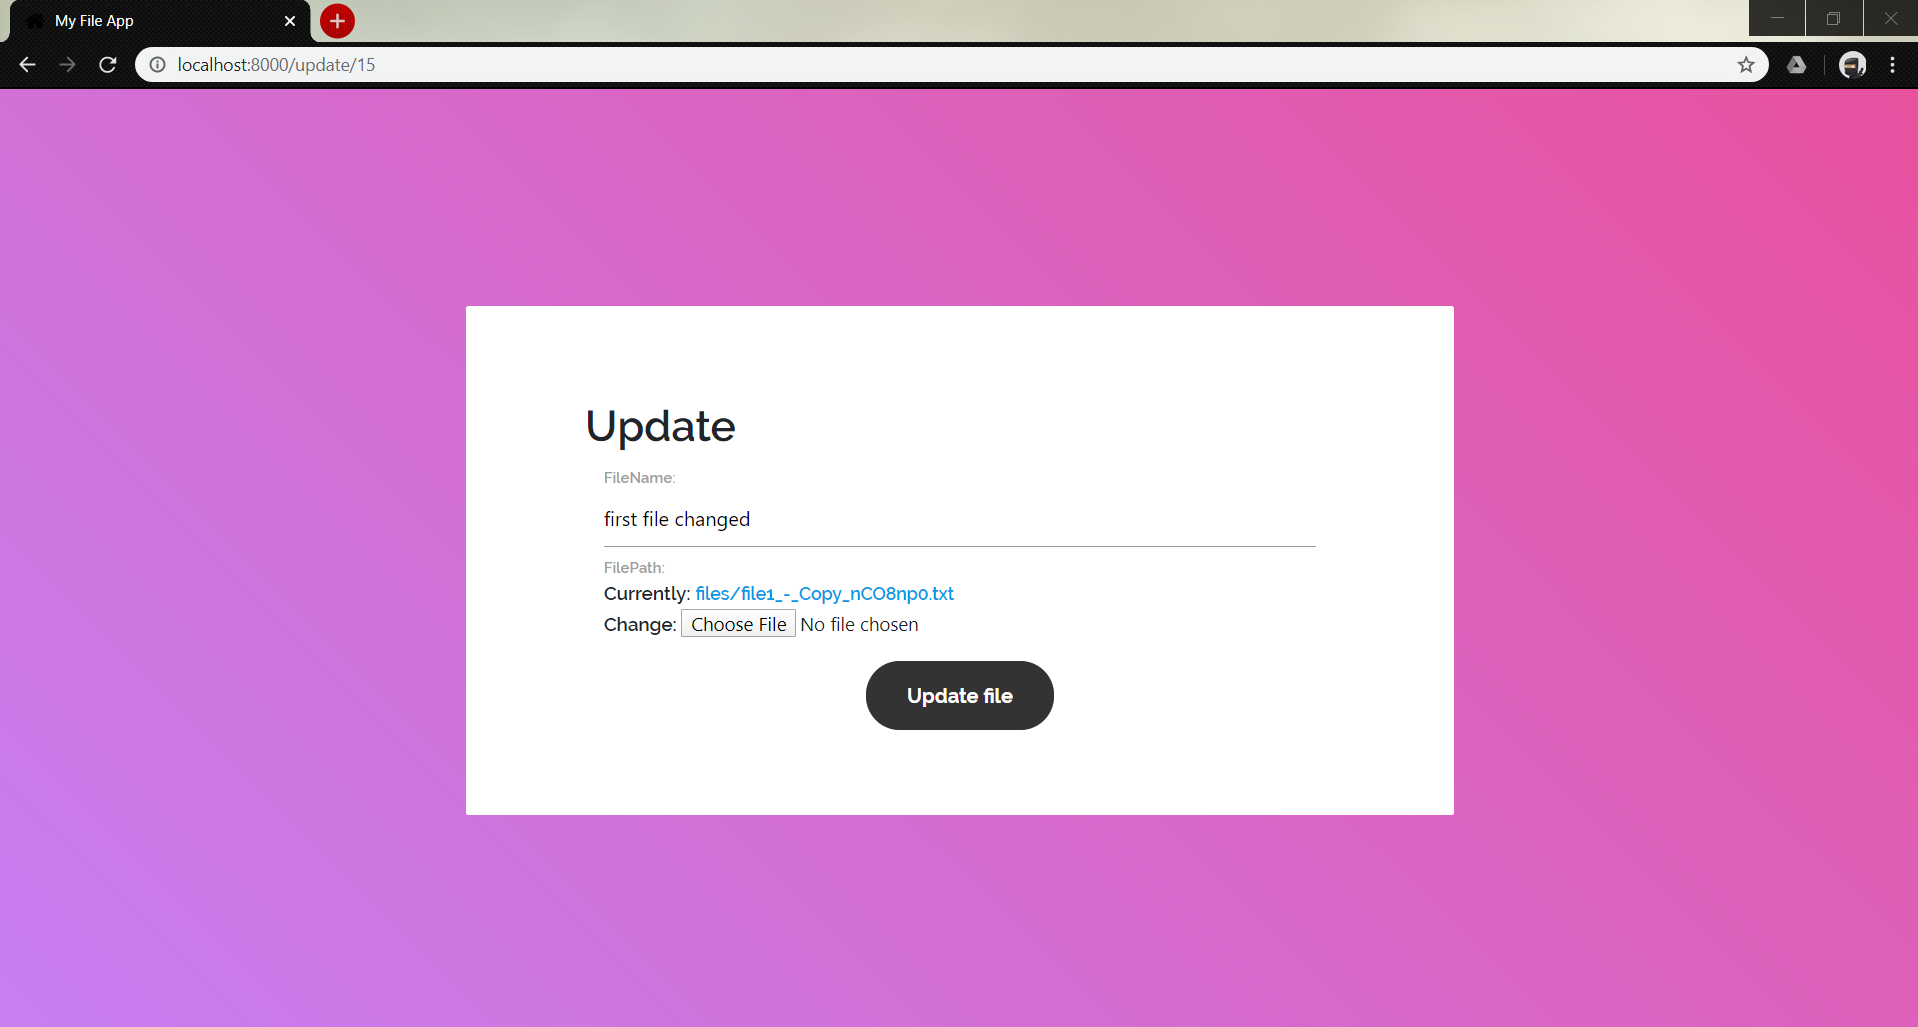 My File App
localhost:8000/update/15
Update
FileName:
first file changed
FilePath:
Currently: files/file1_-_Copy_nCO8np0.txt
Change: Choose File No file chosen
Update file